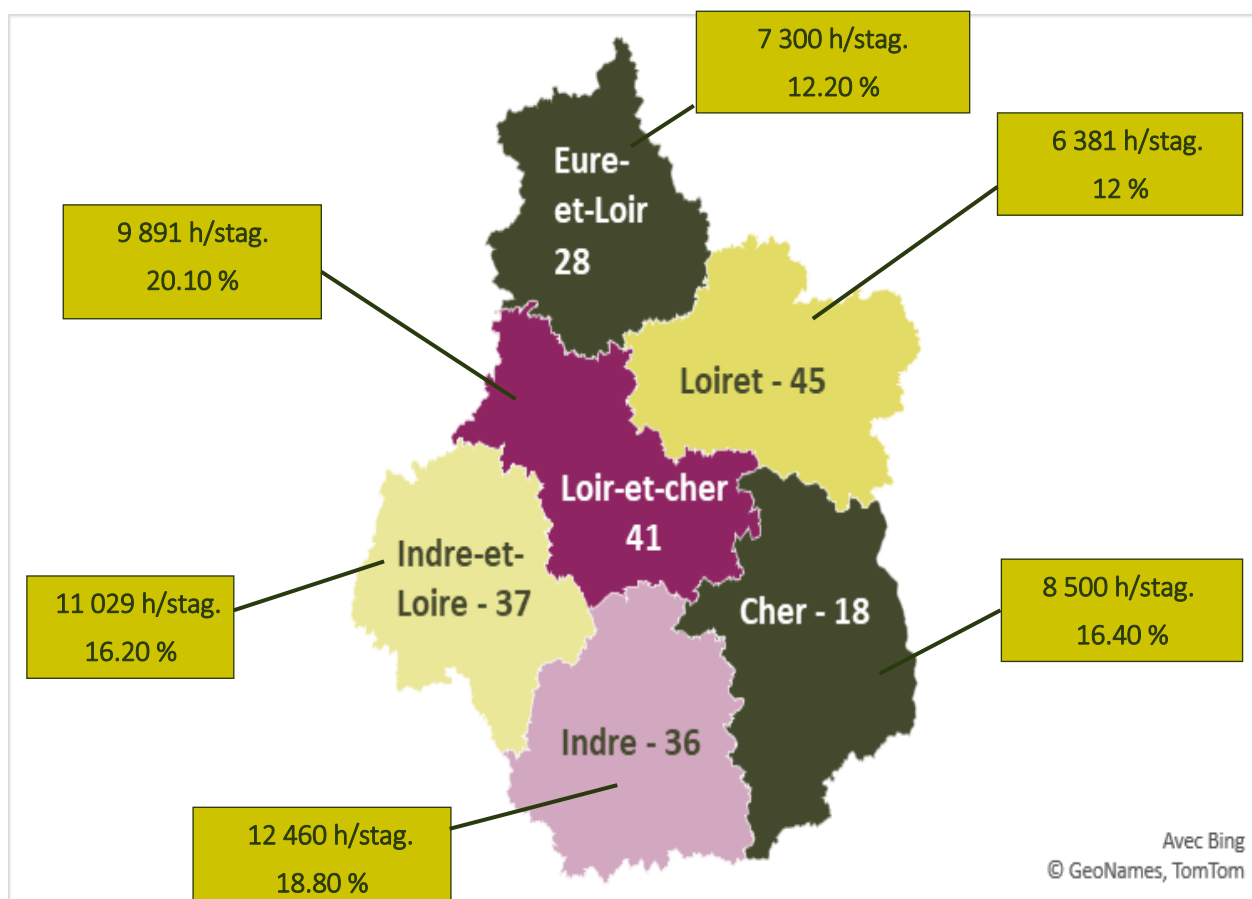 7 300 h/stag.
12.20 %
6 381 h/stag.
12 %
Eure-
et-Loir
28
9 891 h/stag.
20.10 %
Loiret - 45
Loir-et-cher
41
Indre-et-
Loire - 37
11 029 h/stag.
16.20 %
Cher - 18
8 500 h/stag.
16.40 %
Indre - 36
12 460 h/stag.
18.80 %
Avec Bing
© GeoNames, TomTom